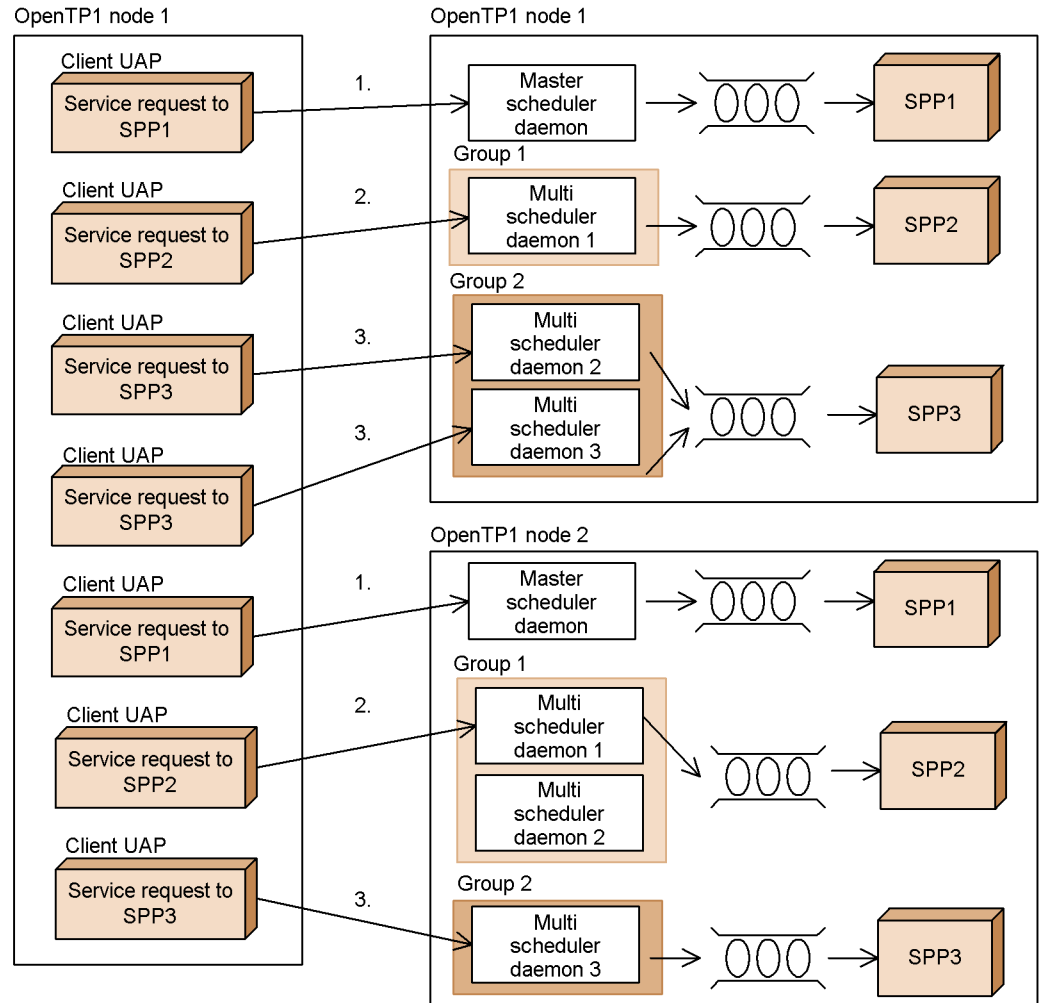 OpenTP1 node 1
Client UAP
Service request to
SPP1
Client UAP
Service request to
SPP2
Client UAP
Service request to
SPP3
Client UAP
Service request to
SPP3
Client UAP
Service request to
SPP1
Client UAP
Service request to
SPP2
Client UAP
Service request to
SPP3
1.
2.
3.
3.
1.
2.
3.
OpenTP1 node 1
Master
scheduler
daemon
SPP1
Group 1
Multi
scheduler
daemon 1
SPP2
Group 2
Multi
scheduler
daemon 2
Multi
scheduler
daemon 3
SPP3
OpenTP1 node 2
Master
scheduler
daemon
SPP1
Group 1
Multi
scheduler
daemon 1
Multi
scheduler
daemon 2
SPP2
Group 2
Multi
scheduler
daemon 3
SPP3